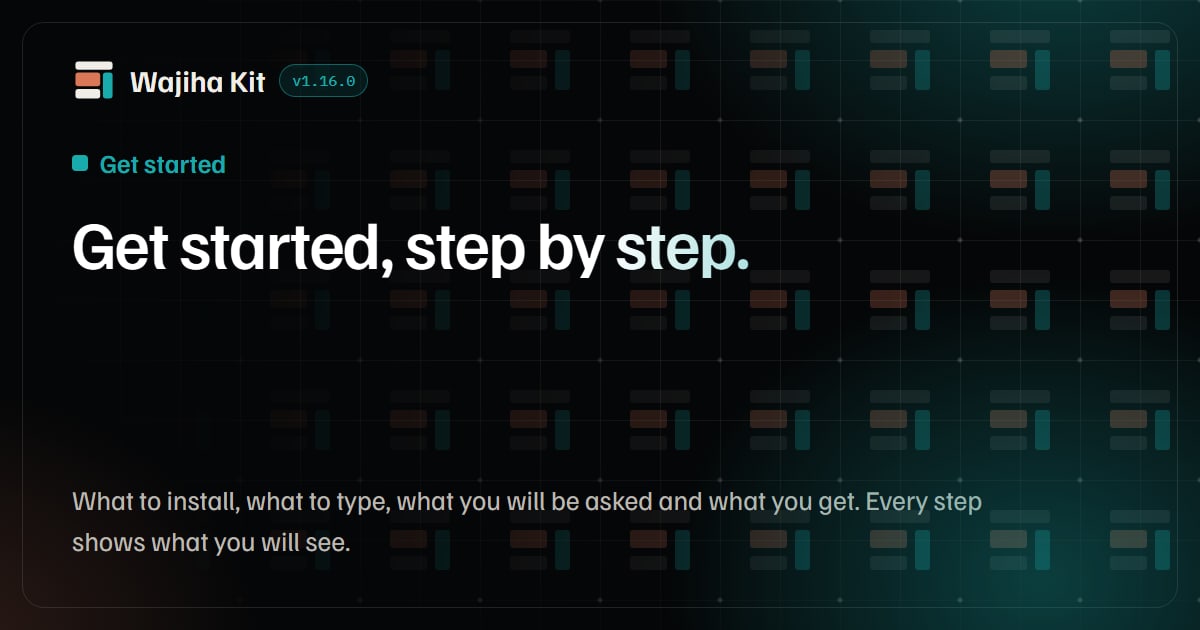 Wajiha Kit v1.16.0
Get started
Get started, step by step.
What to install, what to type, what you will be asked and what you get. Every step
shows what you will see.